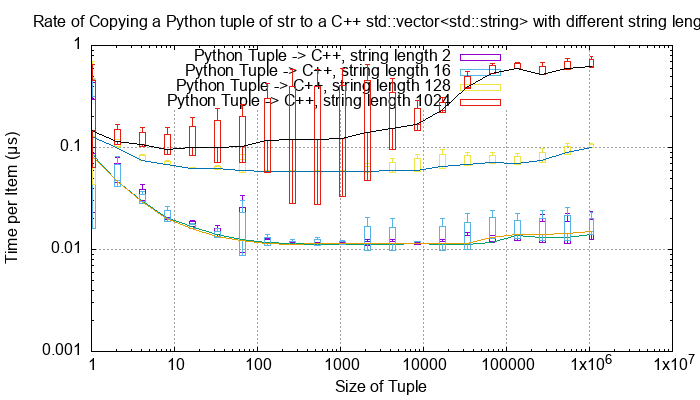 Rate of Copying a Python tuple of str to a C++ std::vector<std::string> with different string leng
Python Tuple -> C++, string length 2
Python Tuple -> C++, string length 16
Python Tuple -> C++, string length 128
Python Tuple -> C++, string length 1024
Time per Item (µs)
1
0.1
0.01
0.001
1 10 100 1000 10000 100000 1x10^6 1x10^7
Size of Tuple